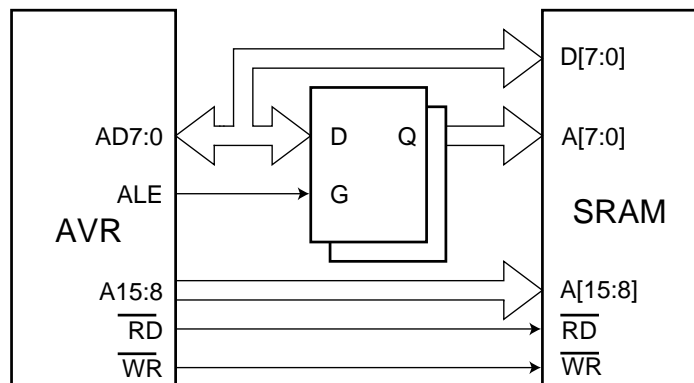 D[7:0]
AD7:0
D
Q
A[7:0]
ALE
G
AVR
SRAM
A15:8
A[15:8]
RD
RD
WR
WR